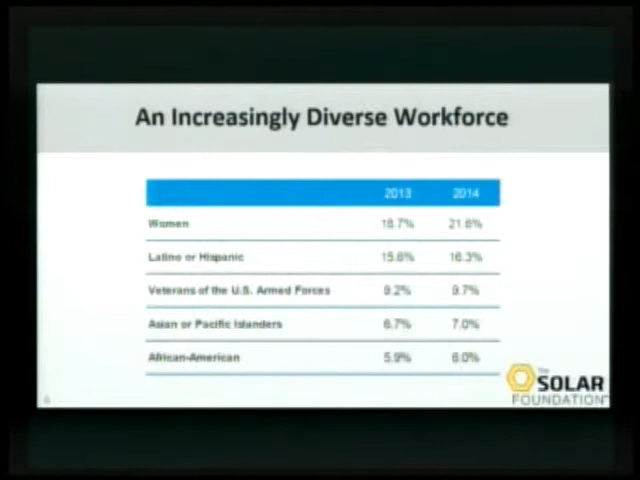 An Increasingly Diverse Workforce
2013 2014
Women 18.7% 21.6%
Latino or Hispanic 15.6% 16.3%
Veterans of the U.S. Armed Forces 9.2% 9.7%
Asian or Pacific Islanders 6.7% 7.0%
African-American 5.9% 6.0%
The
SOLAR
FOUNDATION
6